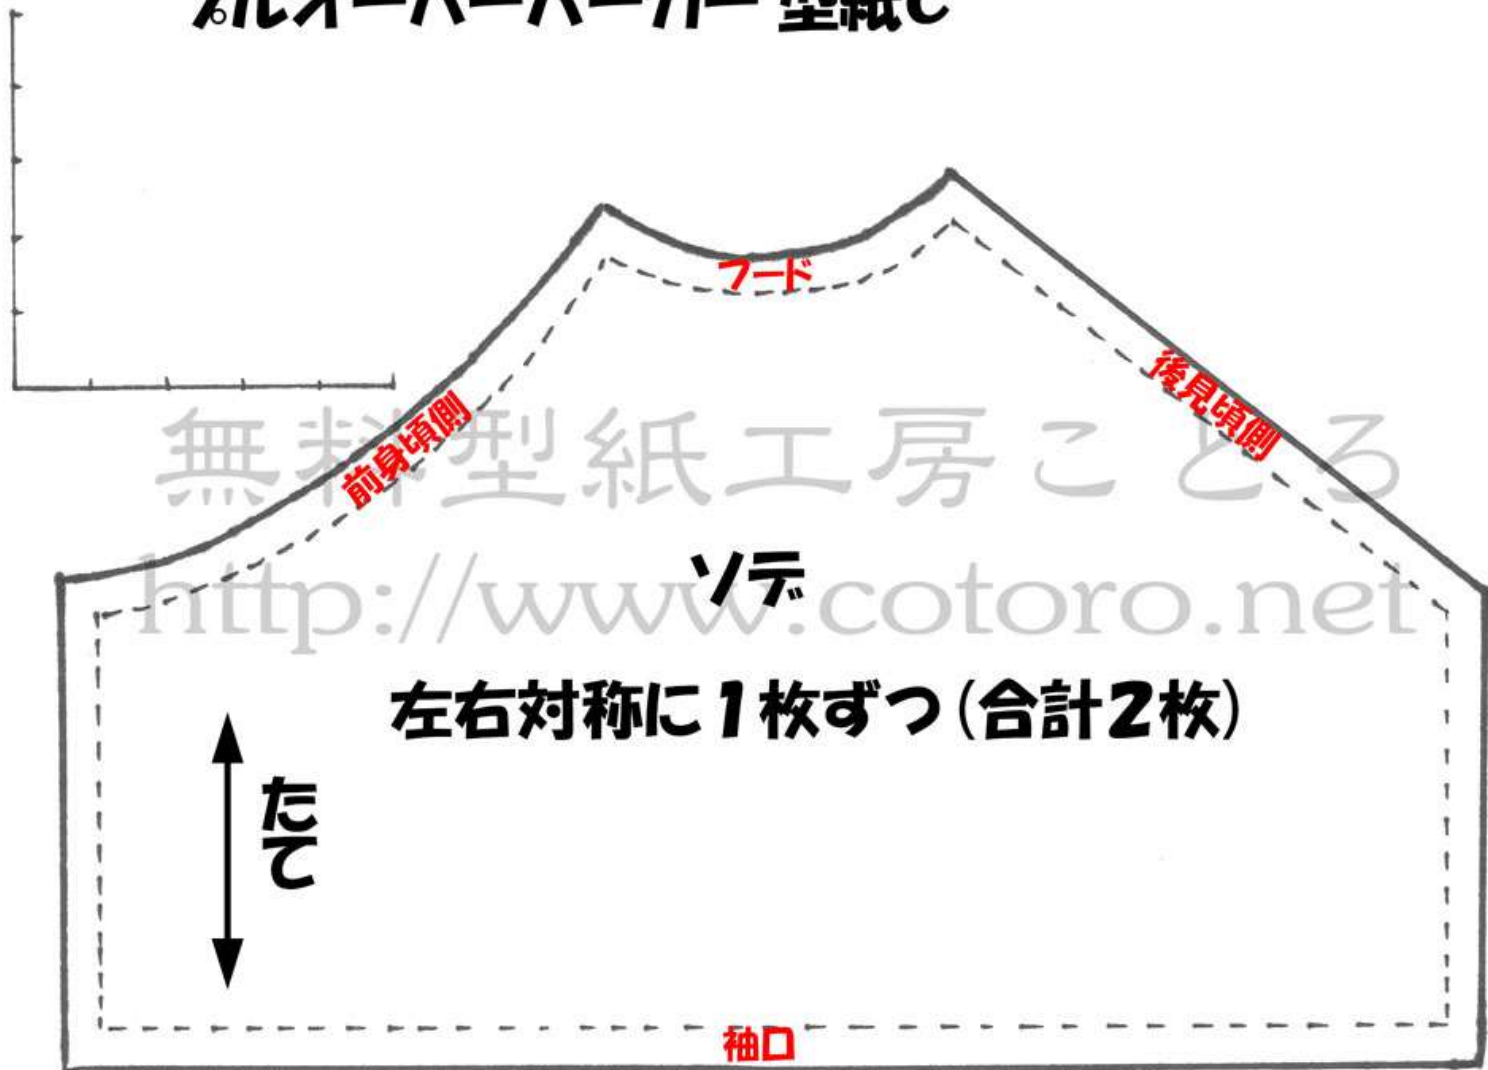 プルオーバーパーカー 型紙C
フード
後見頃側
前身頃側
無料型紙工房ことろ
ソデ
http://www.cotoro.net
左右対称に1枚ずつ(合計2枚)
たて
袖口